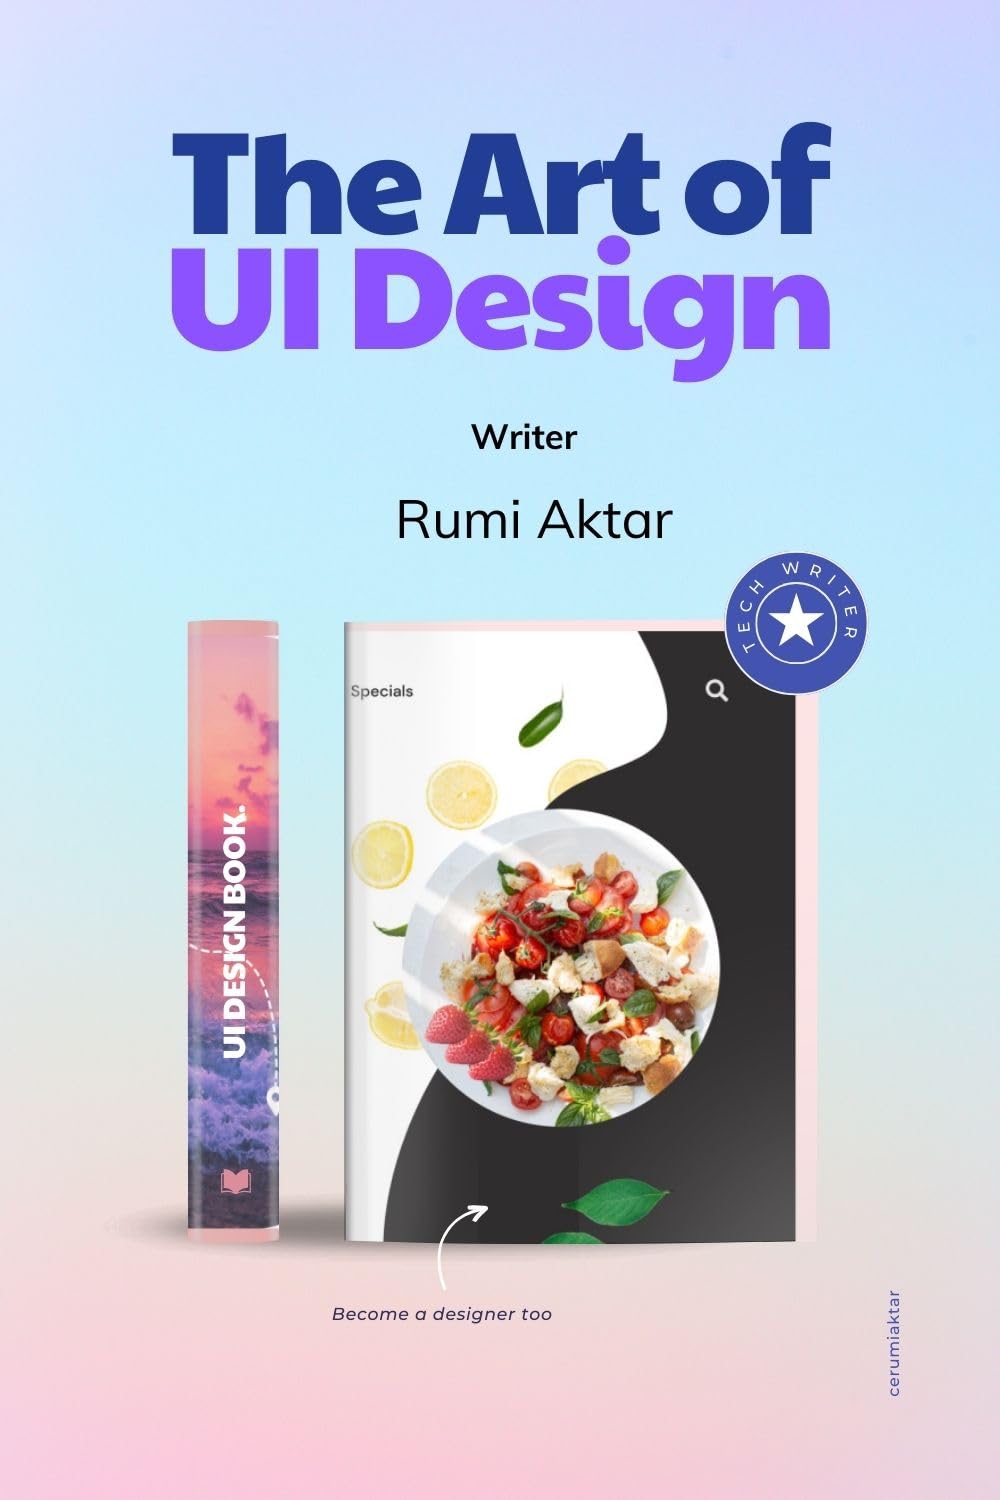 The Art of
UI Design
Writer
Rumi Aktar
TECH WRITER
Specials
UI DESIGN BOOK.
Become a designer too
cerumiaktar